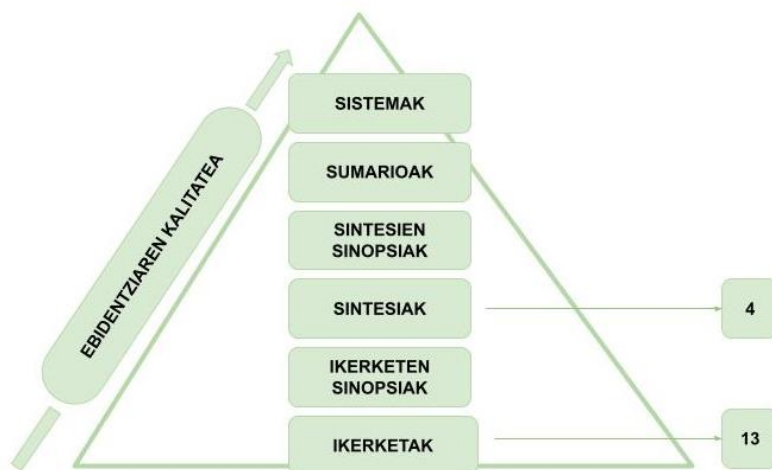 SISTEMAK
SUMARIOAK
SINTESIEN
SINOPSIAK
SINTESIAK
4
IKERKETEN
SINOPSIAK
IKERKETAK
13
EBIDENTZIAREN KALITATEA